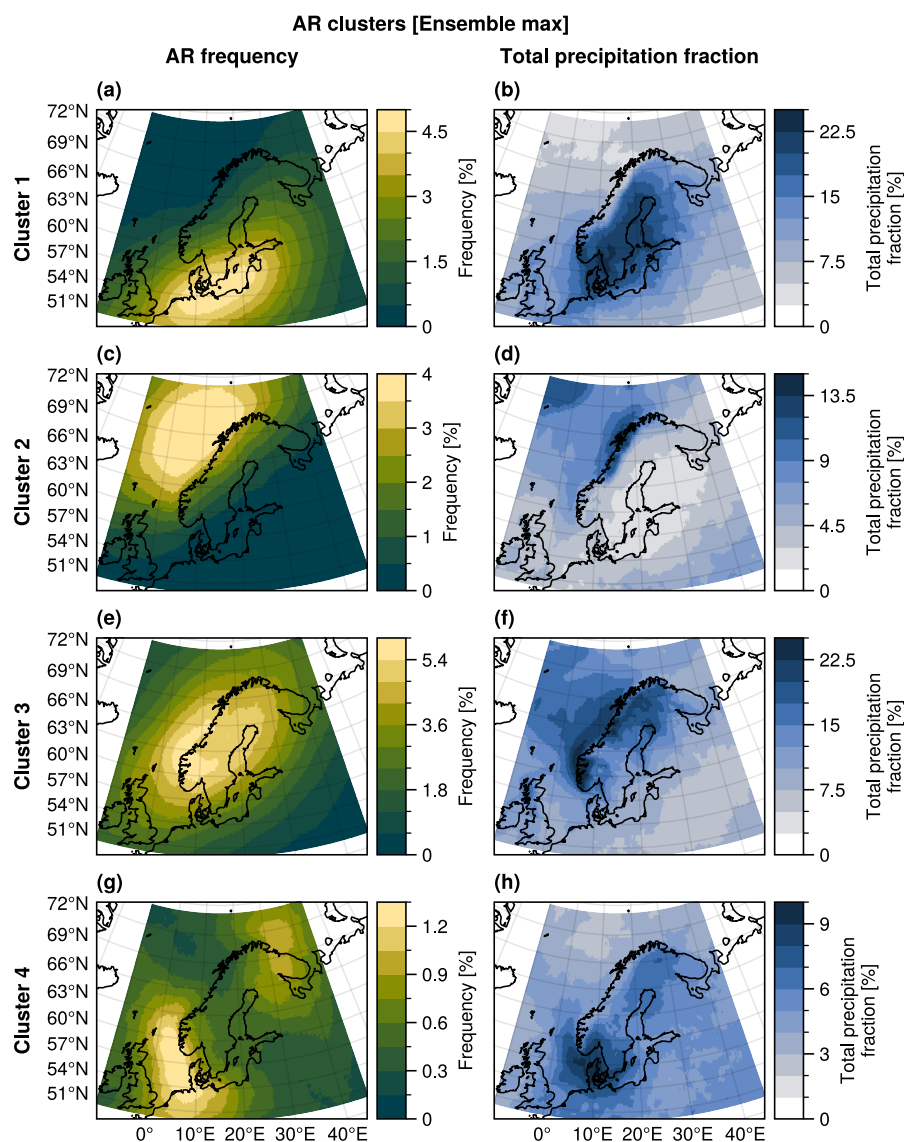 AR clusters [Ensemble max]
AR frequency
Total precipitation fraction
(a)
(b)
Cluster 1
72°N
69°N
66°N
63°N
60°N
57°N
54°N
51°N
4.5
3
1.5
0
Frequency [%]
22.5
15
7.5
0
Total precipitation
fraction [%]
(c)
(d)
Cluster 2
72°N
69°N
66°N
63°N
60°N
57°N
54°N
51°N
4
3
2
1
0
Frequency [%]
13.5
9
4.5
0
Total precipitation
fraction [%]
(e)
(f)
Cluster 3
72°N
69°N
66°N
63°N
60°N
57°N
54°N
51°N
5.4
3.6
1.8
0
Frequency [%]
22.5
15
7.5
0
Total precipitation
fraction [%]
(g)
(h)
Cluster 4
72°N
69°N
66°N
63°N
60°N
57°N
54°N
51°N
1.2
0.9
0.6
0.3
0
Frequency [%]
9
6
3
0
Total precipitation
fraction [%]
0° 10°E 20°E 30°E 40°E
0° 10°E 20°E 30°E 40°E